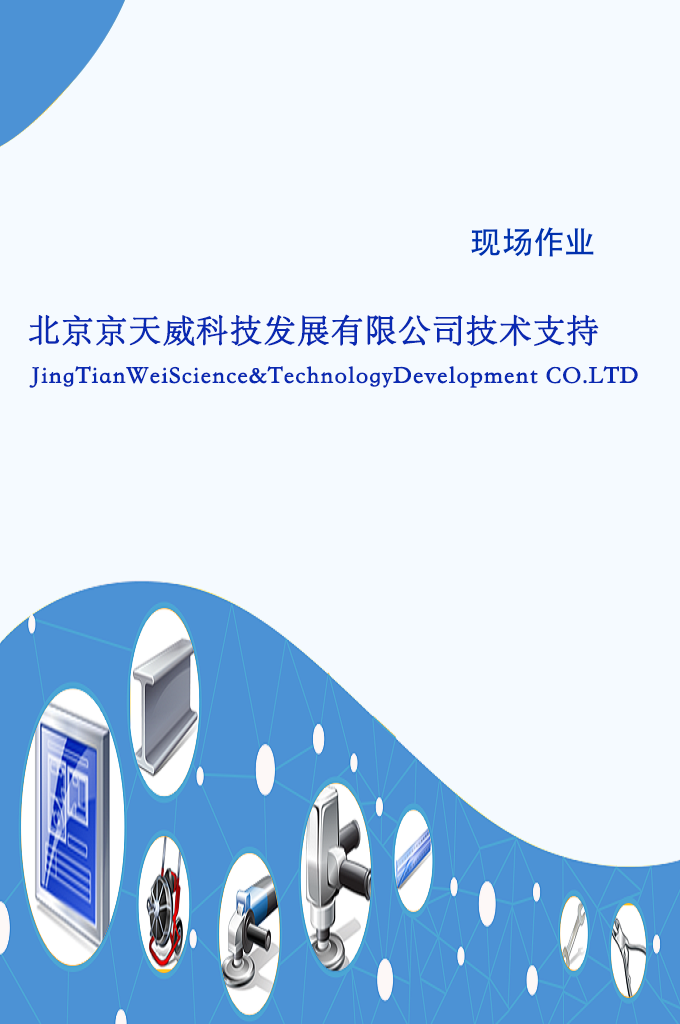 现场作业
北京京天威科技发展有限公司技术支持
JingTianWeiScience&TechnologyDevelopment CO.LTD